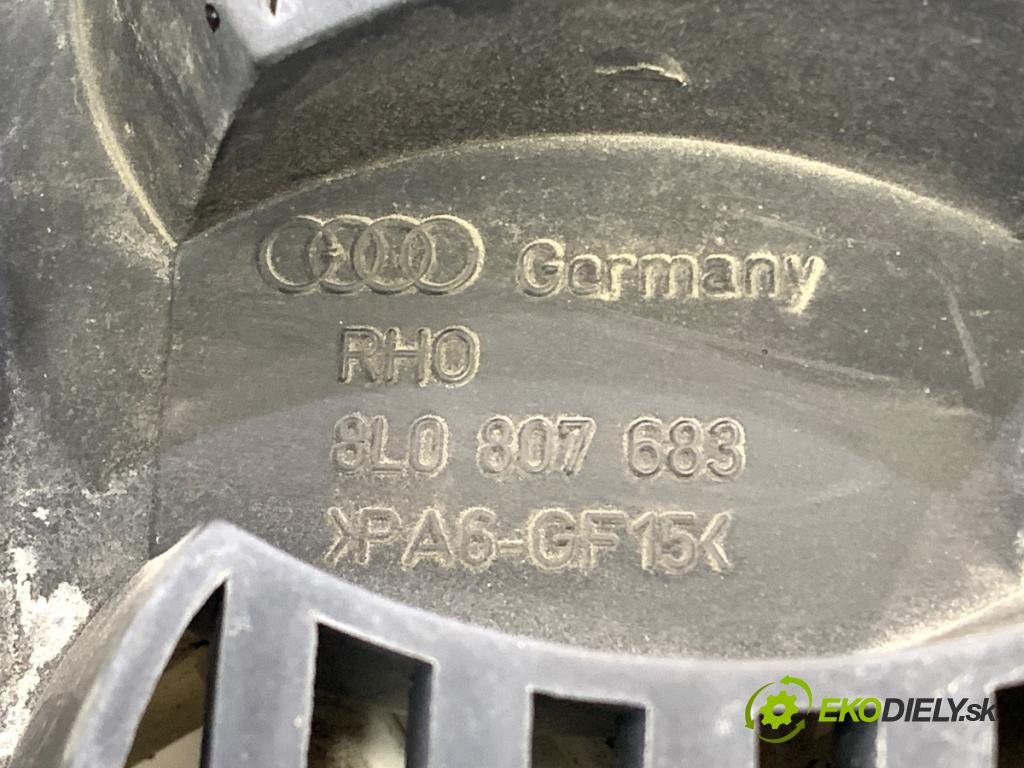 Germany
RHO
8L0 807 683
>PA6-GF15<
EKODIELY.sk